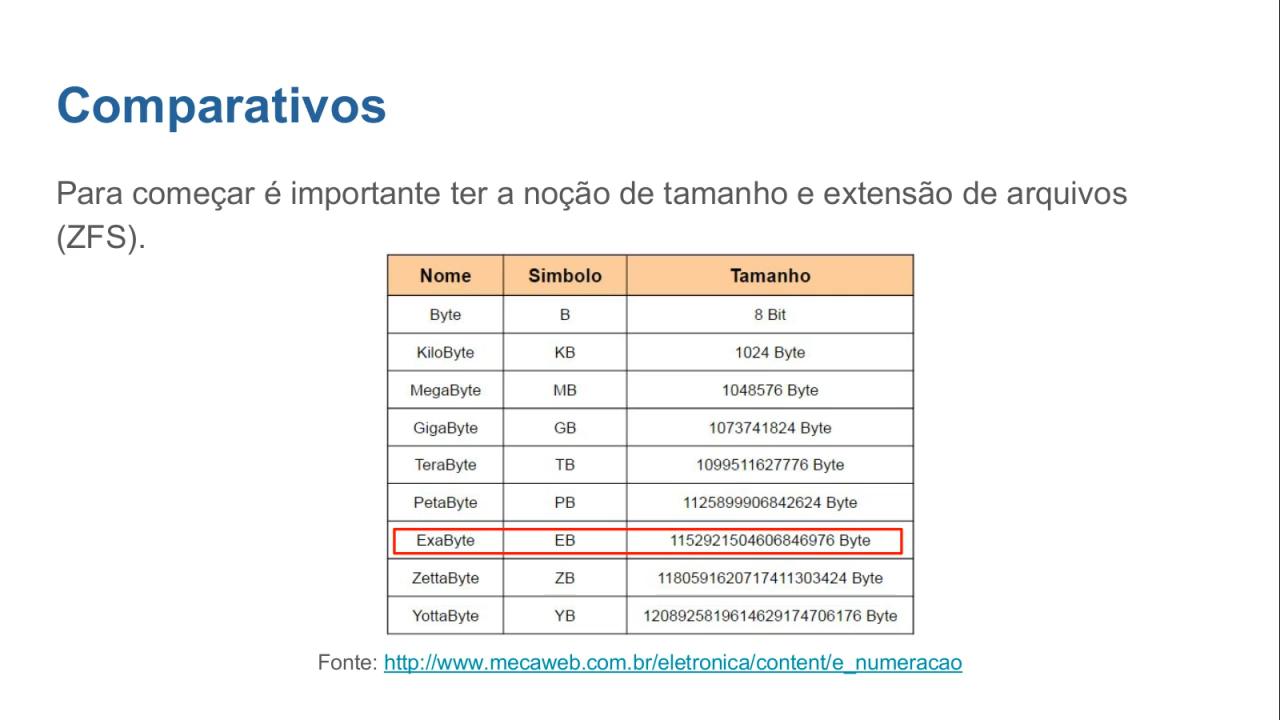 Comparativos
Para começar é importante ter a noção de tamanho e extensão de arquivos
(ZFS).
Nome Simbolo Tamanho
Byte B 8 Bit
KiloByte KB 1024 Byte
MegaByte MB 1048576 Byte
GigaByte GB 1073741824 Byte
TeraByte TB 1099511627776 Byte
PetaByte PB 1125899906842624 Byte
ExaByte EB 1152921504606846976 Byte
ZettaByte ZB 1180591620717411303424 Byte
YottaByte YB 1208925819614629174706176 Byte
Fonte: http://www.mecaweb.com.br/eletronica/content/e_numeracao